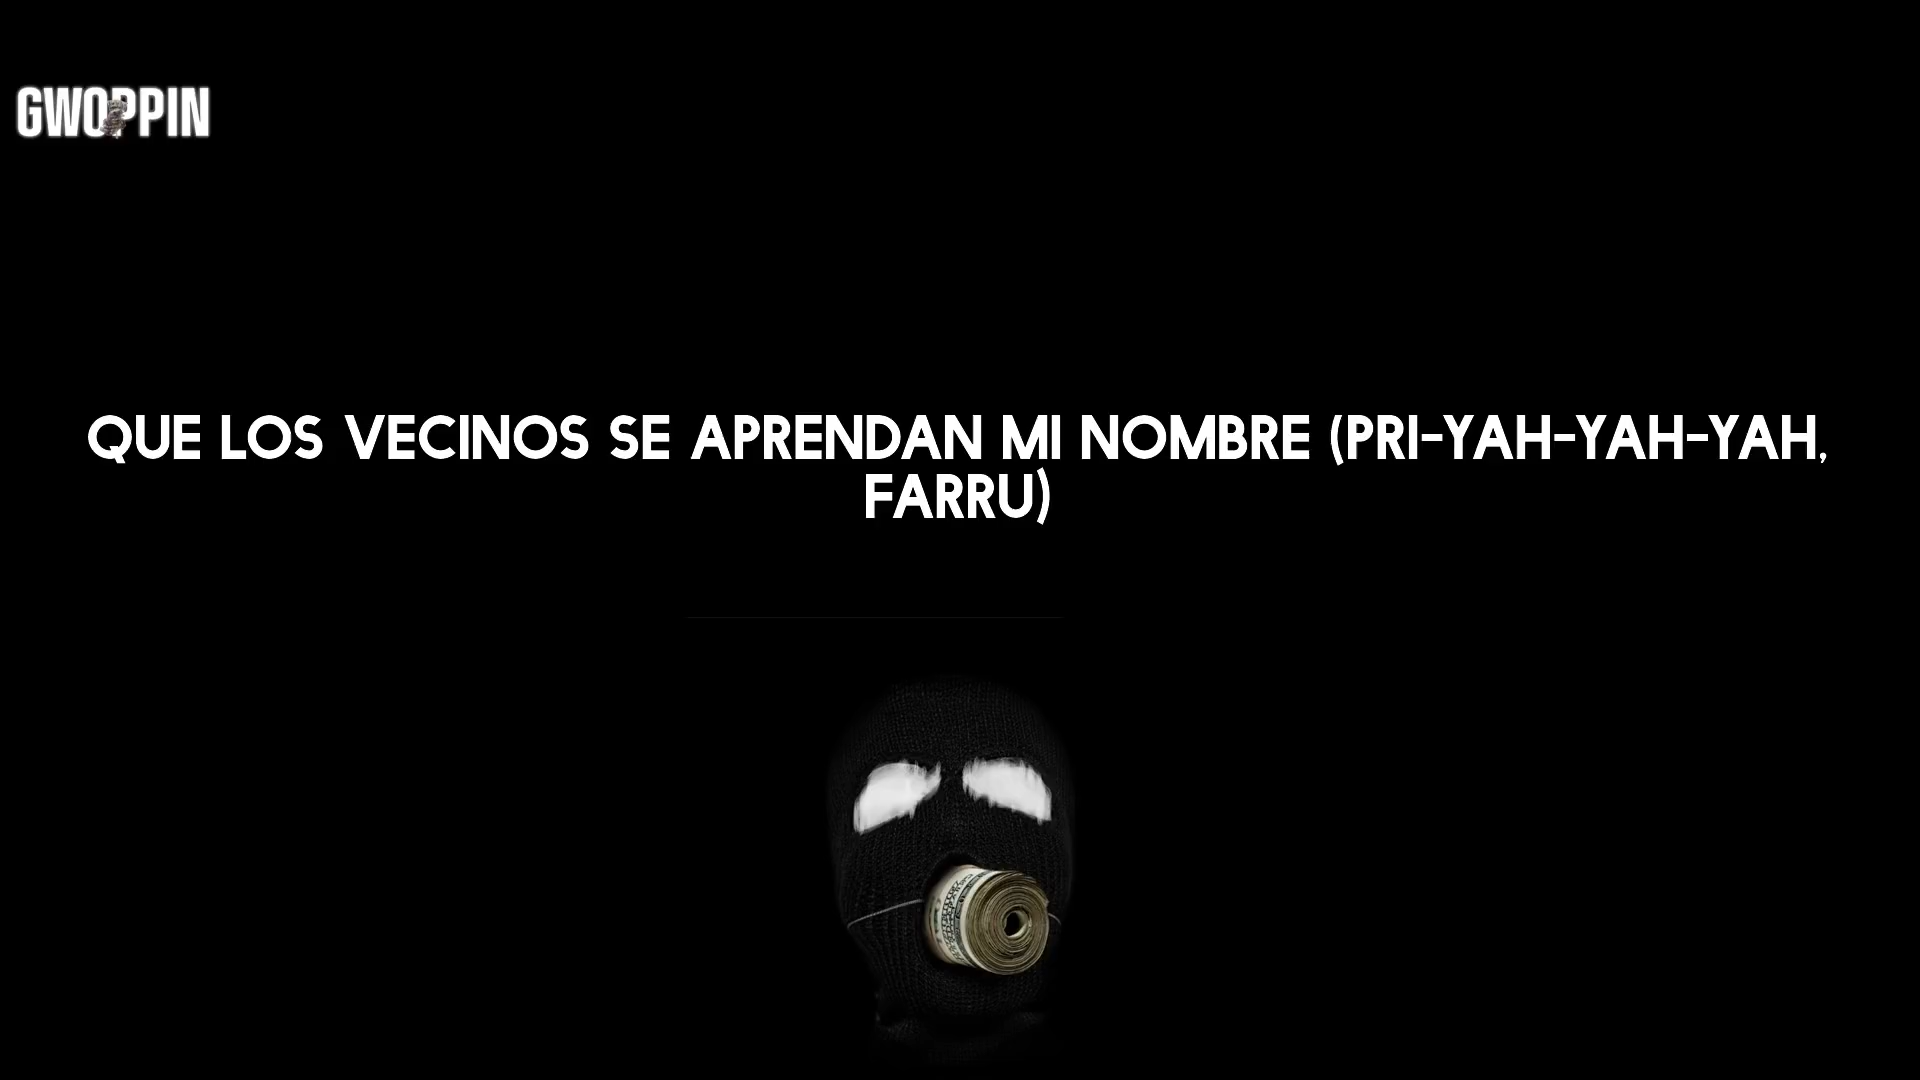 GWOPPIN
QUE LOS VECINOS SE APRENDAN MI NOMBRE (PRI-YAH-YAH-YAH,
FARRU)